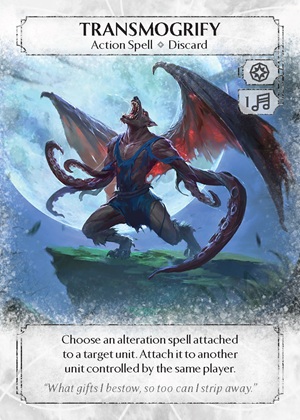 TRANSMOGRIFY
Action Spell ◆ Discard
1
Choose an alteration spell attached
to a target unit. Attach it to another
unit controlled by the same player.
"What gifts I bestow, so too can I strip away."